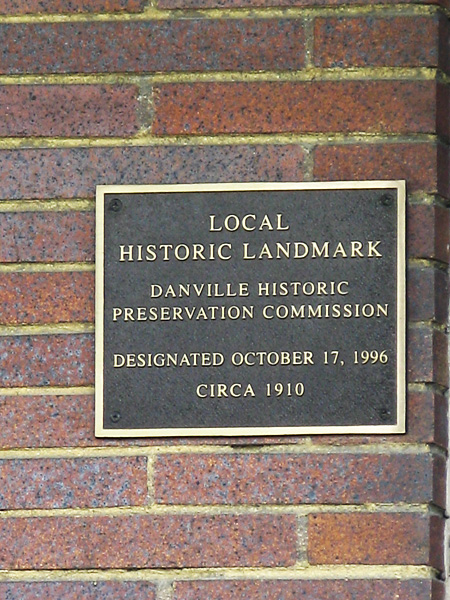 LOCAL
HISTORIC LANDMARK
DANVILLE HISTORIC
PRESERVATION COMMISSION
DESIGNATED OCTOBER 17, 1996
CIRCA 1910